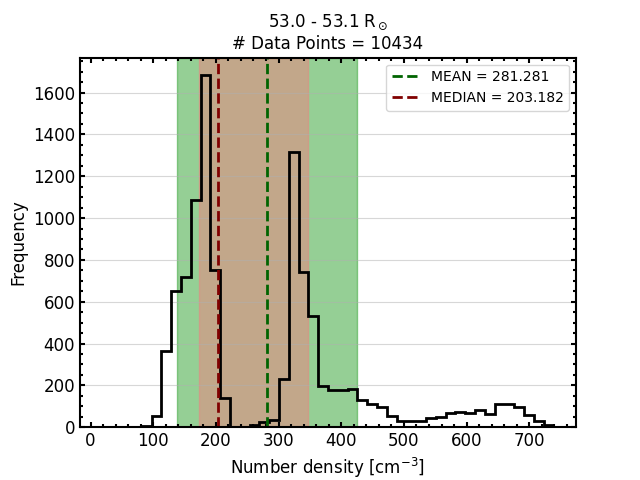 53.0 - 53.1 R⊙
# Data Points = 10434
MEAN = 281.281
MEDIAN = 203.182
Frequency
1600
1400
1200
1000
800
600
400
200
0
0 100 200 300 400 500 600 700
Number density [cm⁻³]